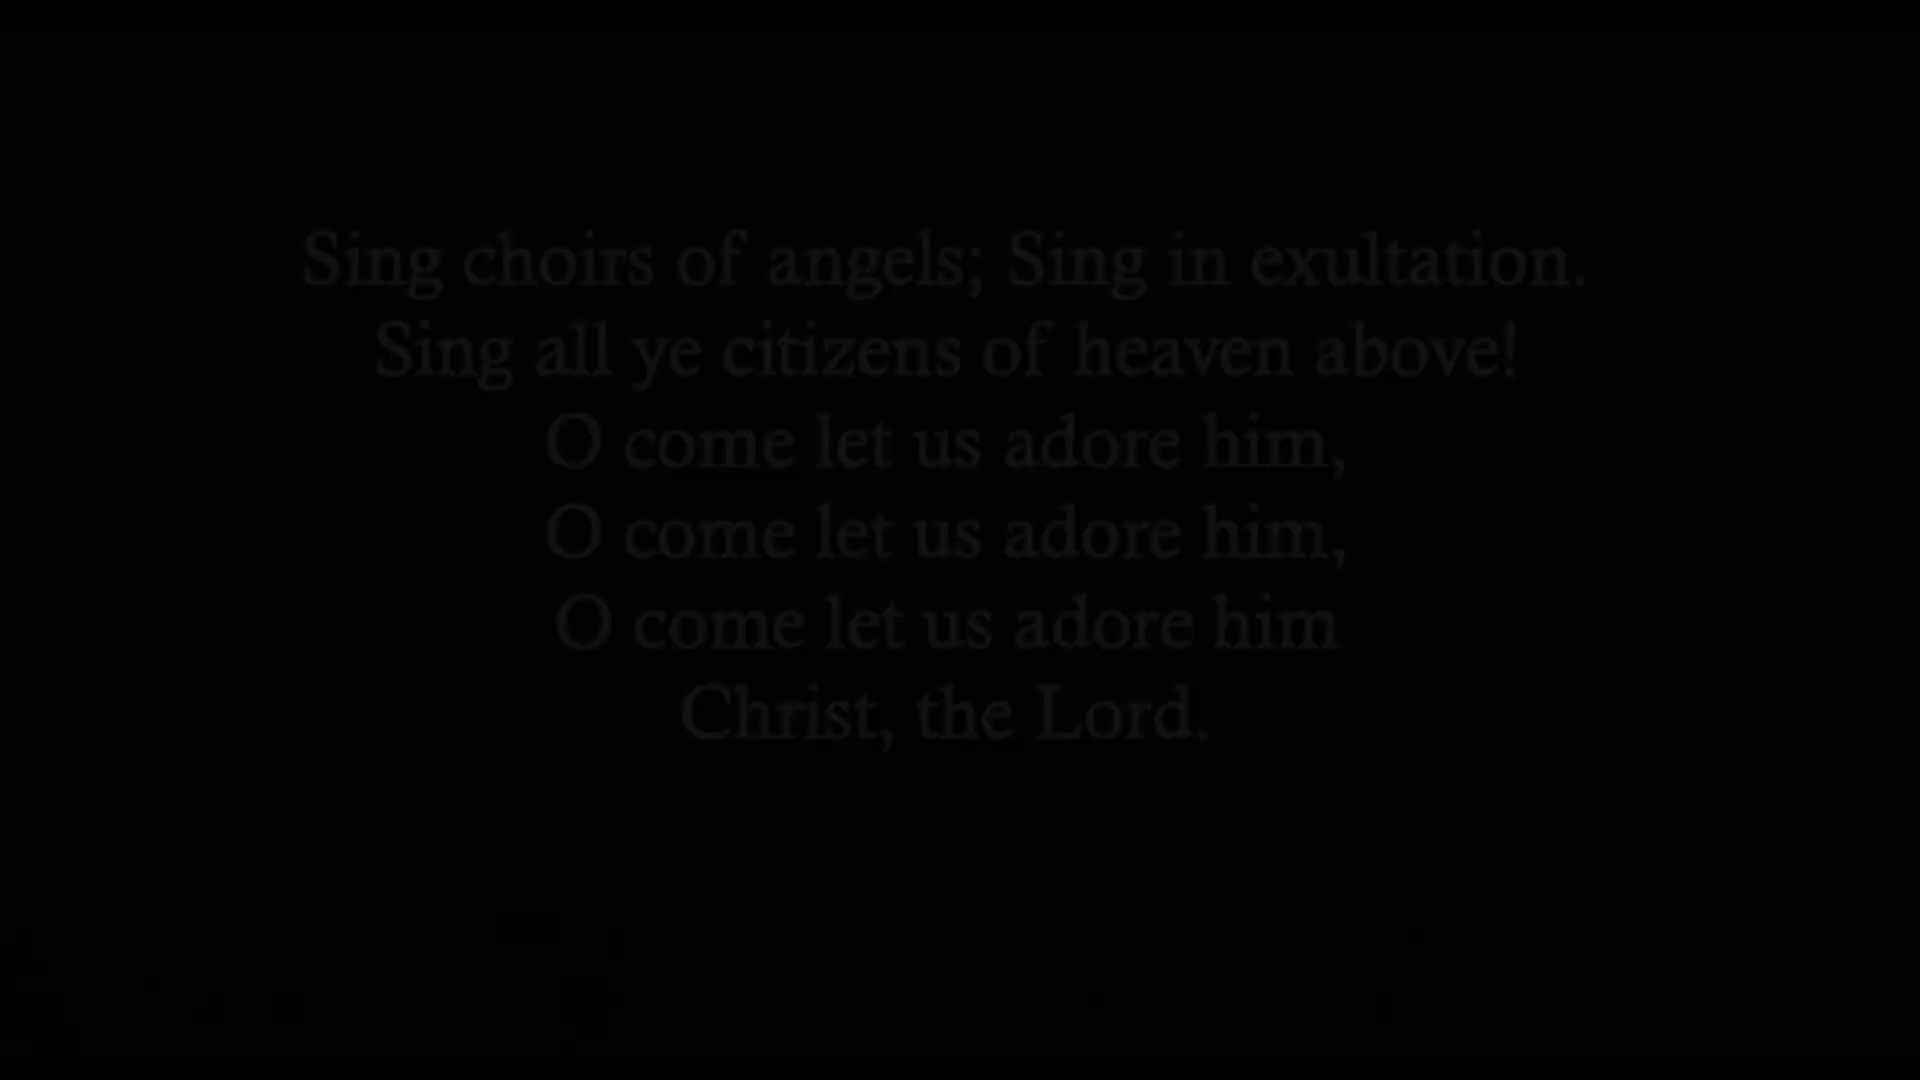 Sing choirs of angels; Sing in exultation.
Sing all ye citizens of heaven above!
O come let us adore him,
O come let us adore him,
O come let us adore him
Christ, the Lord.